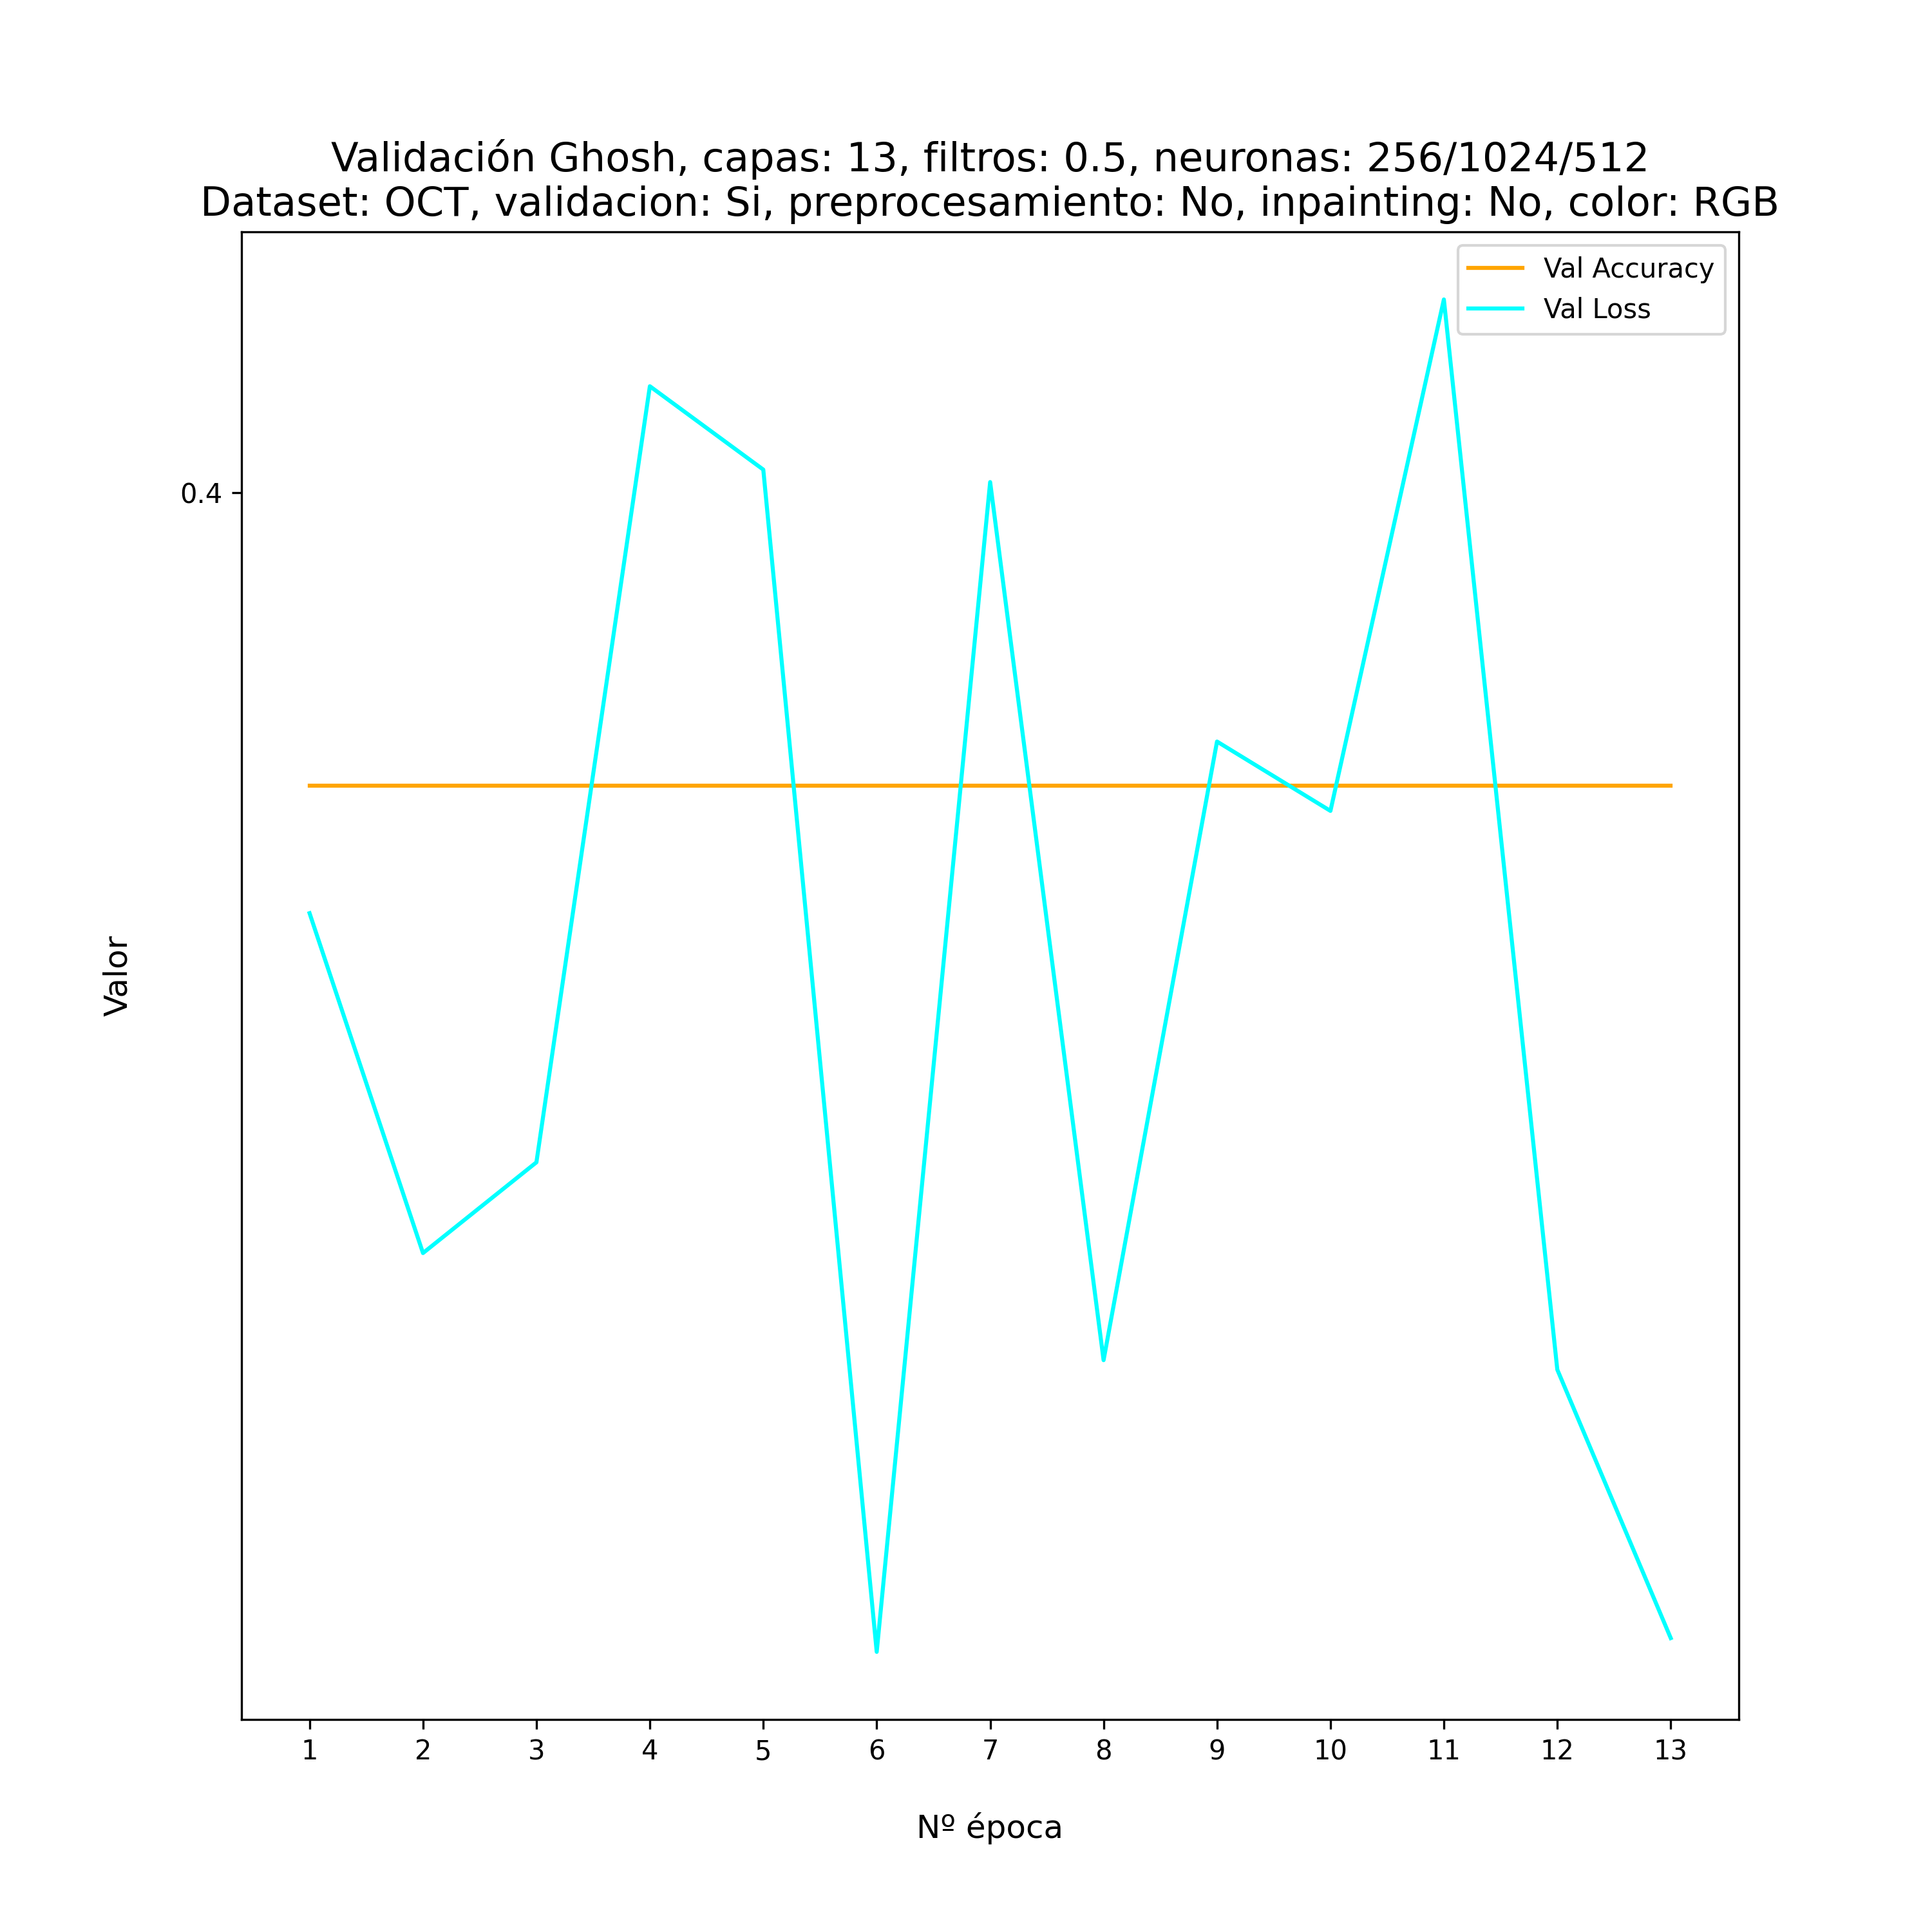 Validación Ghosh, capas: 13, filtros: 0.5, neuronas: 256/1024/512
Dataset: OCT, validacion: Si, preprocesamiento: No, inpainting: No, color: RGB
Val Accuracy
Val Loss
0.4
Valor
1 2 3 4 5 6 7 8 9 10 11 12 13
Nº época